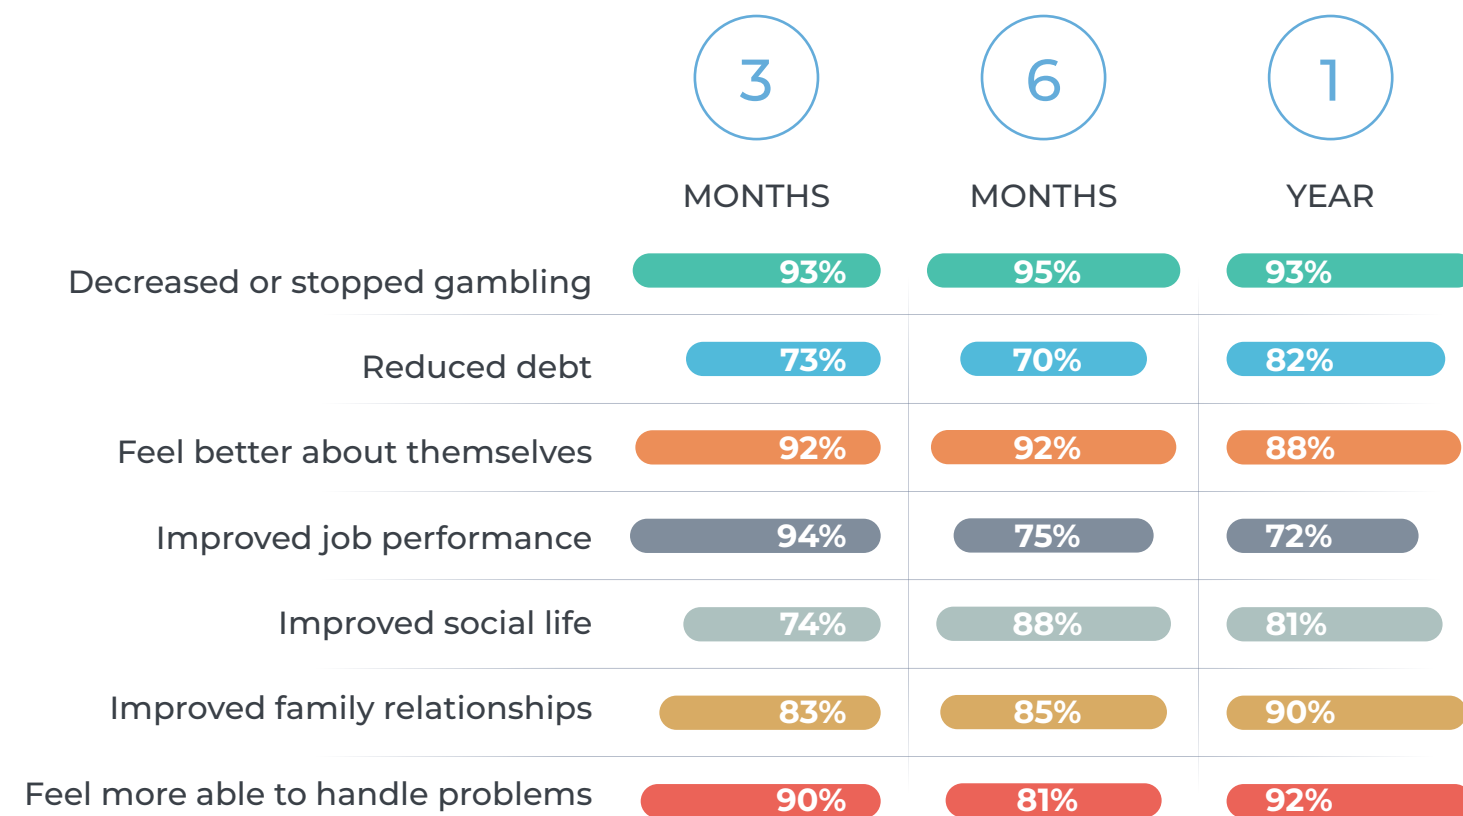 3 6 1
MONTHS MONTHS YEAR
Decreased or stopped gambling 93% 95% 93%
Reduced debt 73% 70% 82%
Feel better about themselves 92% 92% 88%
Improved job performance 94% 75% 72%
Improved social life 74% 88% 81%
Improved family relationships 83% 85% 90%
Feel more able to handle problems 90% 81% 92%